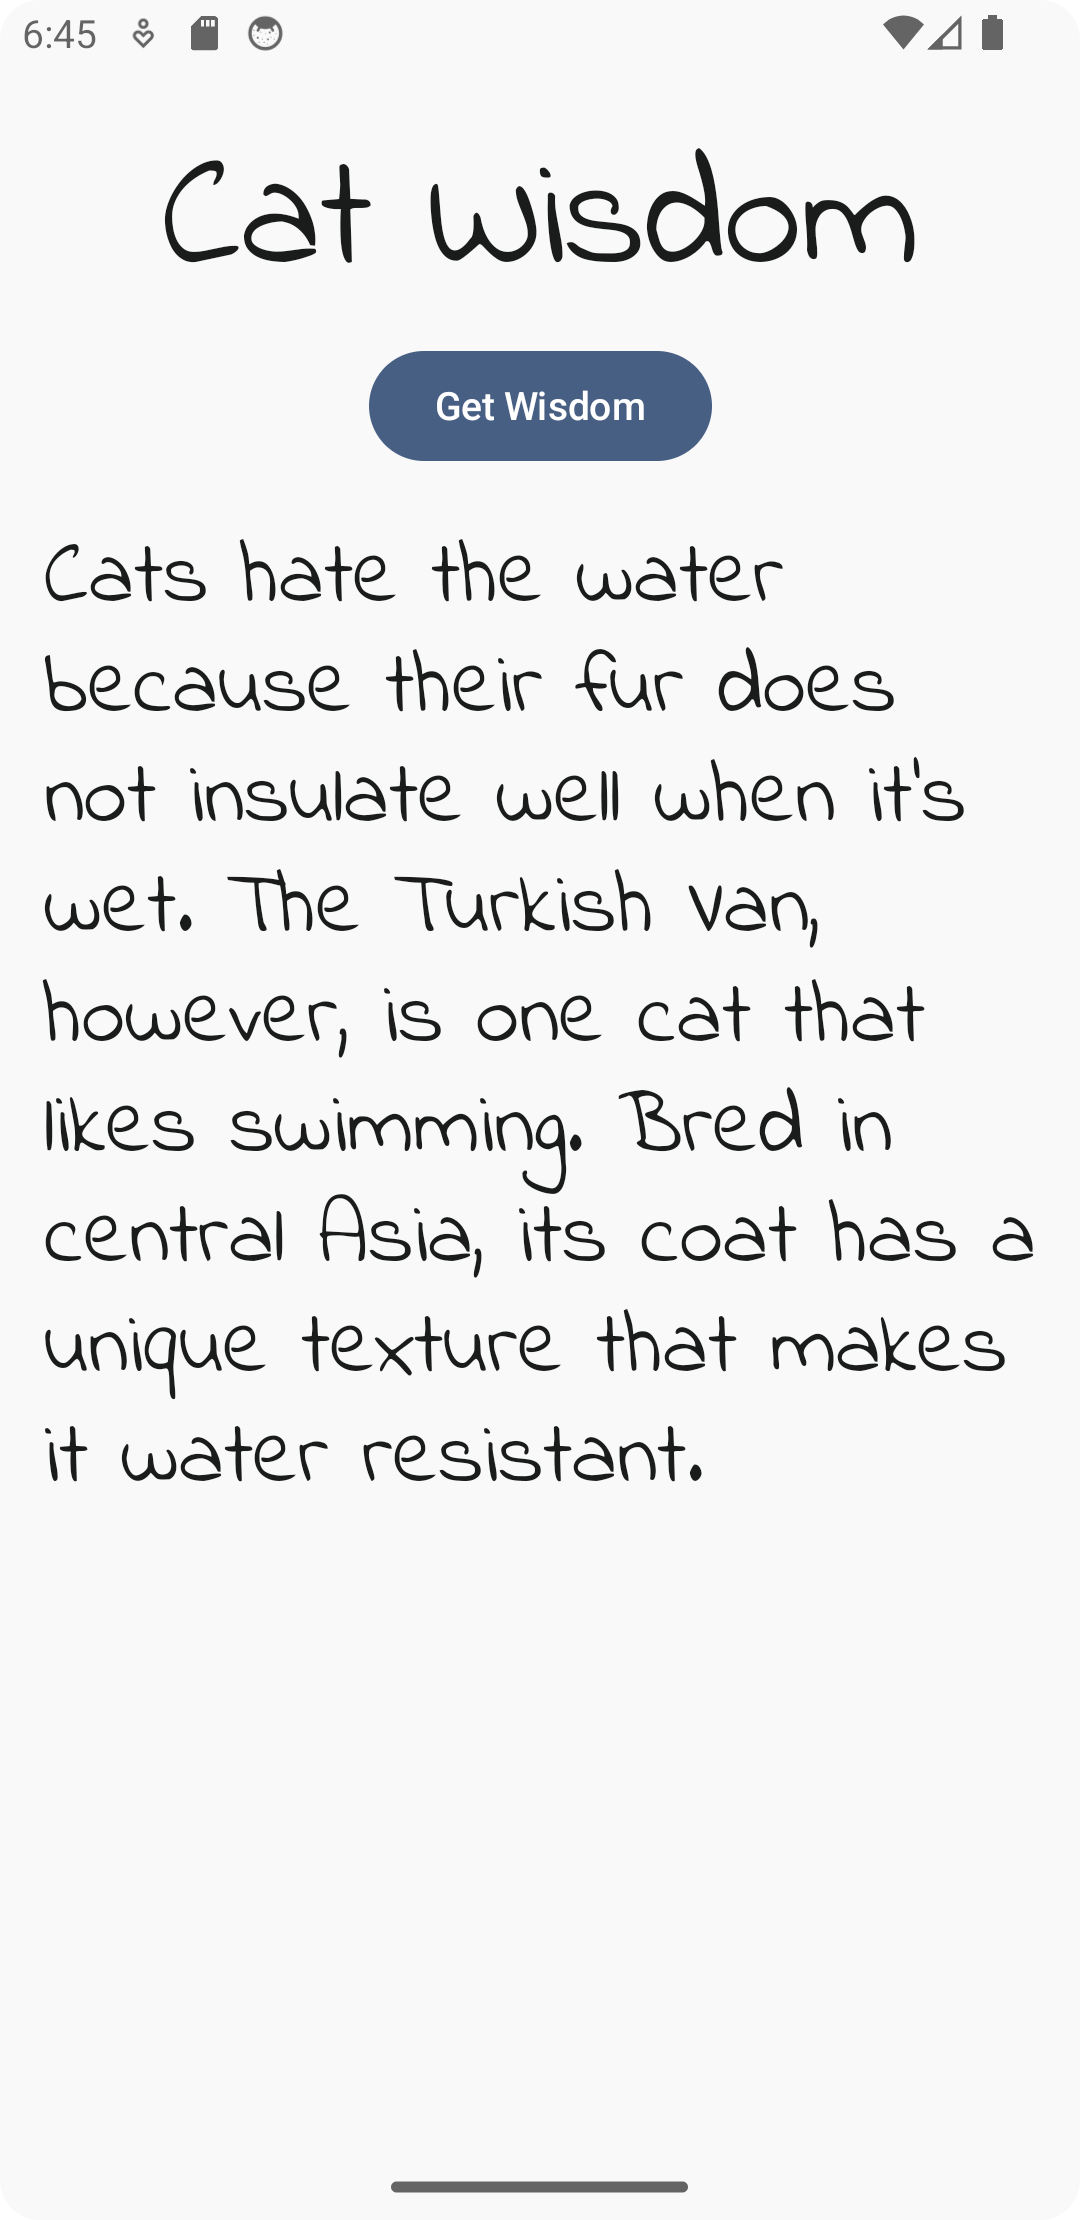 6:45
Cat Wisdom
Get Wisdom
Cats hate the water
because their fur does
not insulate well when it's
wet. The Turkish Van,
however, is one cat that
likes swimming. Bred in
central Asia, its coat has a
unique texture that makes
it water resistant.